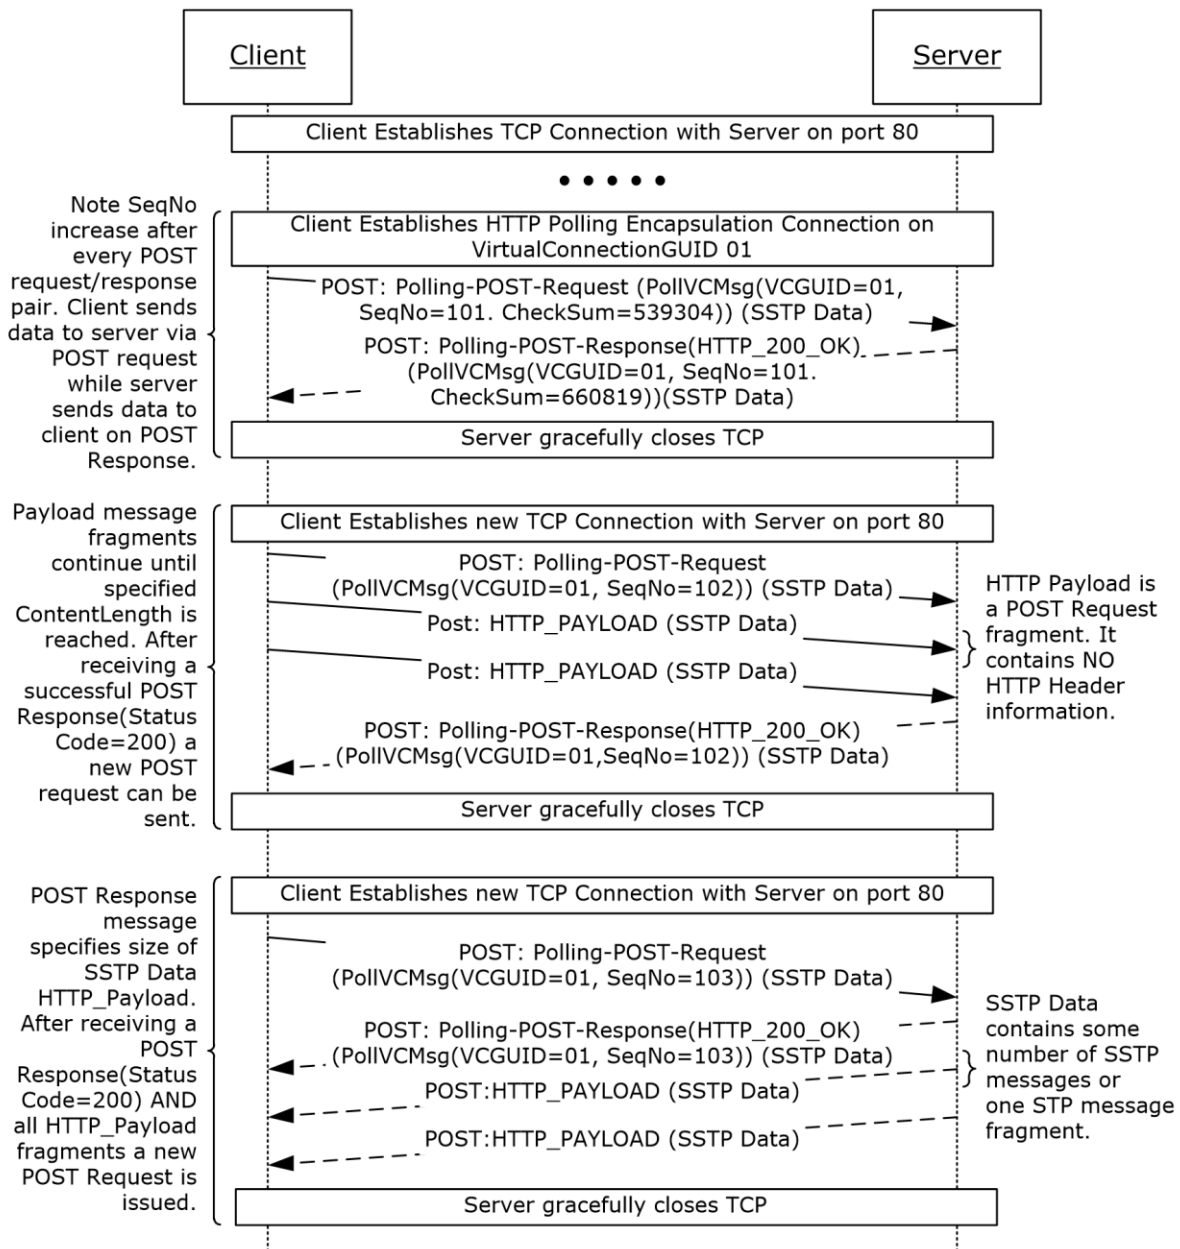 Client
Server
Client Establishes TCP Connection with Server on port 80
Note SeqNo
increase after
every POST
request/response
pair. Client sends
data to server via
POST request
while server
sends data to
client on POST
Response.
Client Establishes HTTP Polling Encapsulation Connection on
VirtualConnectionGUID 01
POST: Polling-POST-Request (PollVCMsg(VCGUID=01,
SeqNo=101. CheckSum=539304)) (SSTP Data)
POST: Polling-POST-Response(HTTP_200_OK)
(PollVCMsg(VCGUID=01, SeqNo=101.
CheckSum=660819))(SSTP Data)
Server gracefully closes TCP
Payload message
fragments
continue until
specified
ContentLength is
reached. After
receiving a
successful POST
Response(Status
Code=200) a
new POST
request can be
sent.
Client Establishes new TCP Connection with Server on port 80
POST: Polling-POST-Request
(PollVCMsg(VCGUID=01, SeqNo=102)) (SSTP Data)
Post: HTTP_PAYLOAD (SSTP Data)
Post: HTTP_PAYLOAD (SSTP Data)
HTTP Payload is
a POST Request
fragment. It
contains NO
HTTP Header
information.
POST: Polling-POST-Response(HTTP_200_OK)
(PollVCMsg(VCGUID=01,SeqNo=102)) (SSTP Data)
Server gracefully closes TCP
POST Response
message
specifies size of
SSTP Data
HTTP_Payload.
After receiving a
POST
Response(Status
Code=200) AND
all HTTP_Payload
fragments a new
POST Request is
issued.
Client Establishes new TCP Connection with Server on port 80
POST: Polling-POST-Request
(PollVCMsg(VCGUID=01, SeqNo=103)) (SSTP Data)
POST: Polling-POST-Response(HTTP_200_OK)
(PollVCMsg(VCGUID=01, SeqNo=103)) (SSTP Data)
POST:HTTP_PAYLOAD (SSTP Data)
POST:HTTP_PAYLOAD (SSTP Data)
SSTP Data
contains some
number of SSTP
messages or
one STP message
fragment.
Server gracefully closes TCP